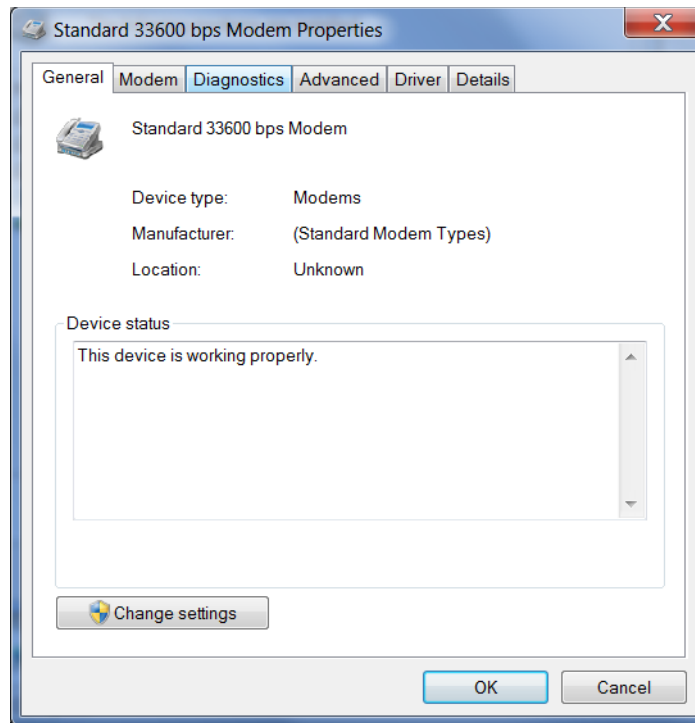 Standard 33600 bps Modem Properties
General Modem Diagnostics Advanced Driver Details
Standard 33600 bps Modem
Device type: Modems
Manufacturer: (Standard Modem Types)
Location: Unknown
Device status
This device is working properly.
Change settings
OK Cancel